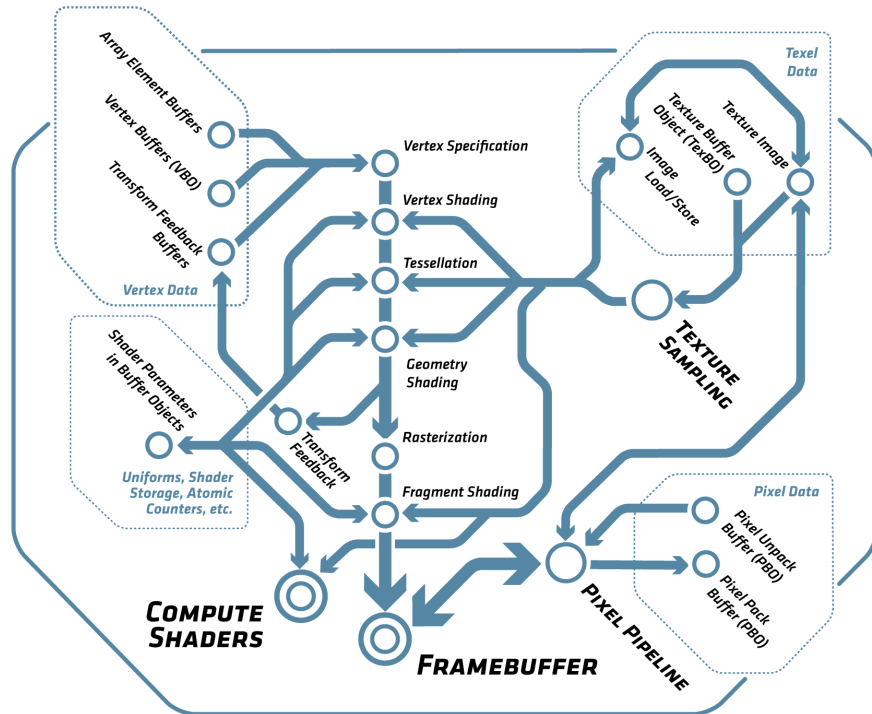 Array Element Buffers
Vertex Buffers (VBO)
Transform Feedback
Buffers
Vertex Data
Vertex Specification
Vertex Shading
Tessellation
Geometry
Shading
Rasterization
Fragment Shading
Texel
Data
Image
Load/Store
Texture Buffer
Object (TexBO)
Texture Image
Texture
Sampling
Shader Parameters
in Buffer Objects
Uniforms, Shader
Storage, Atomic
Counters, etc.
Transform
Feedback
Compute
Shaders
Framebuffer
Pixel Pipeline
Pixel Data
Pixel Unpack
Buffer (PBO)
Pixel Pack
Buffer (PBO)